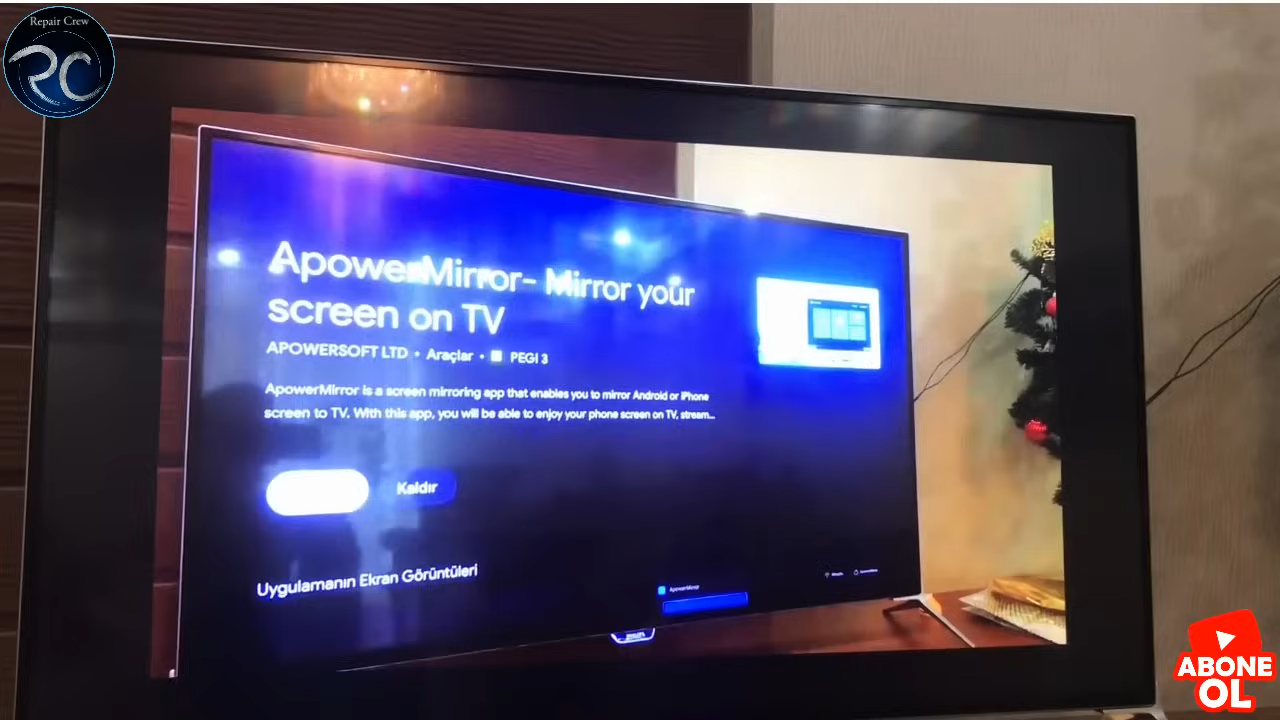 Repair Crew
RC
ApowerMirror- Mirror your
screen on TV
APOWERSOFT LTD • Araçlar • PEGI 3
ApowerMirror is a screen mirroring app that enables you to mirror Android or iPhone
screen to TV. With this app, you will be able to enjoy your phone screen on TV, stream...
Kaldır
Uygulamanın Ekran Görüntüleri
ApowerMirror
ABONE
OL